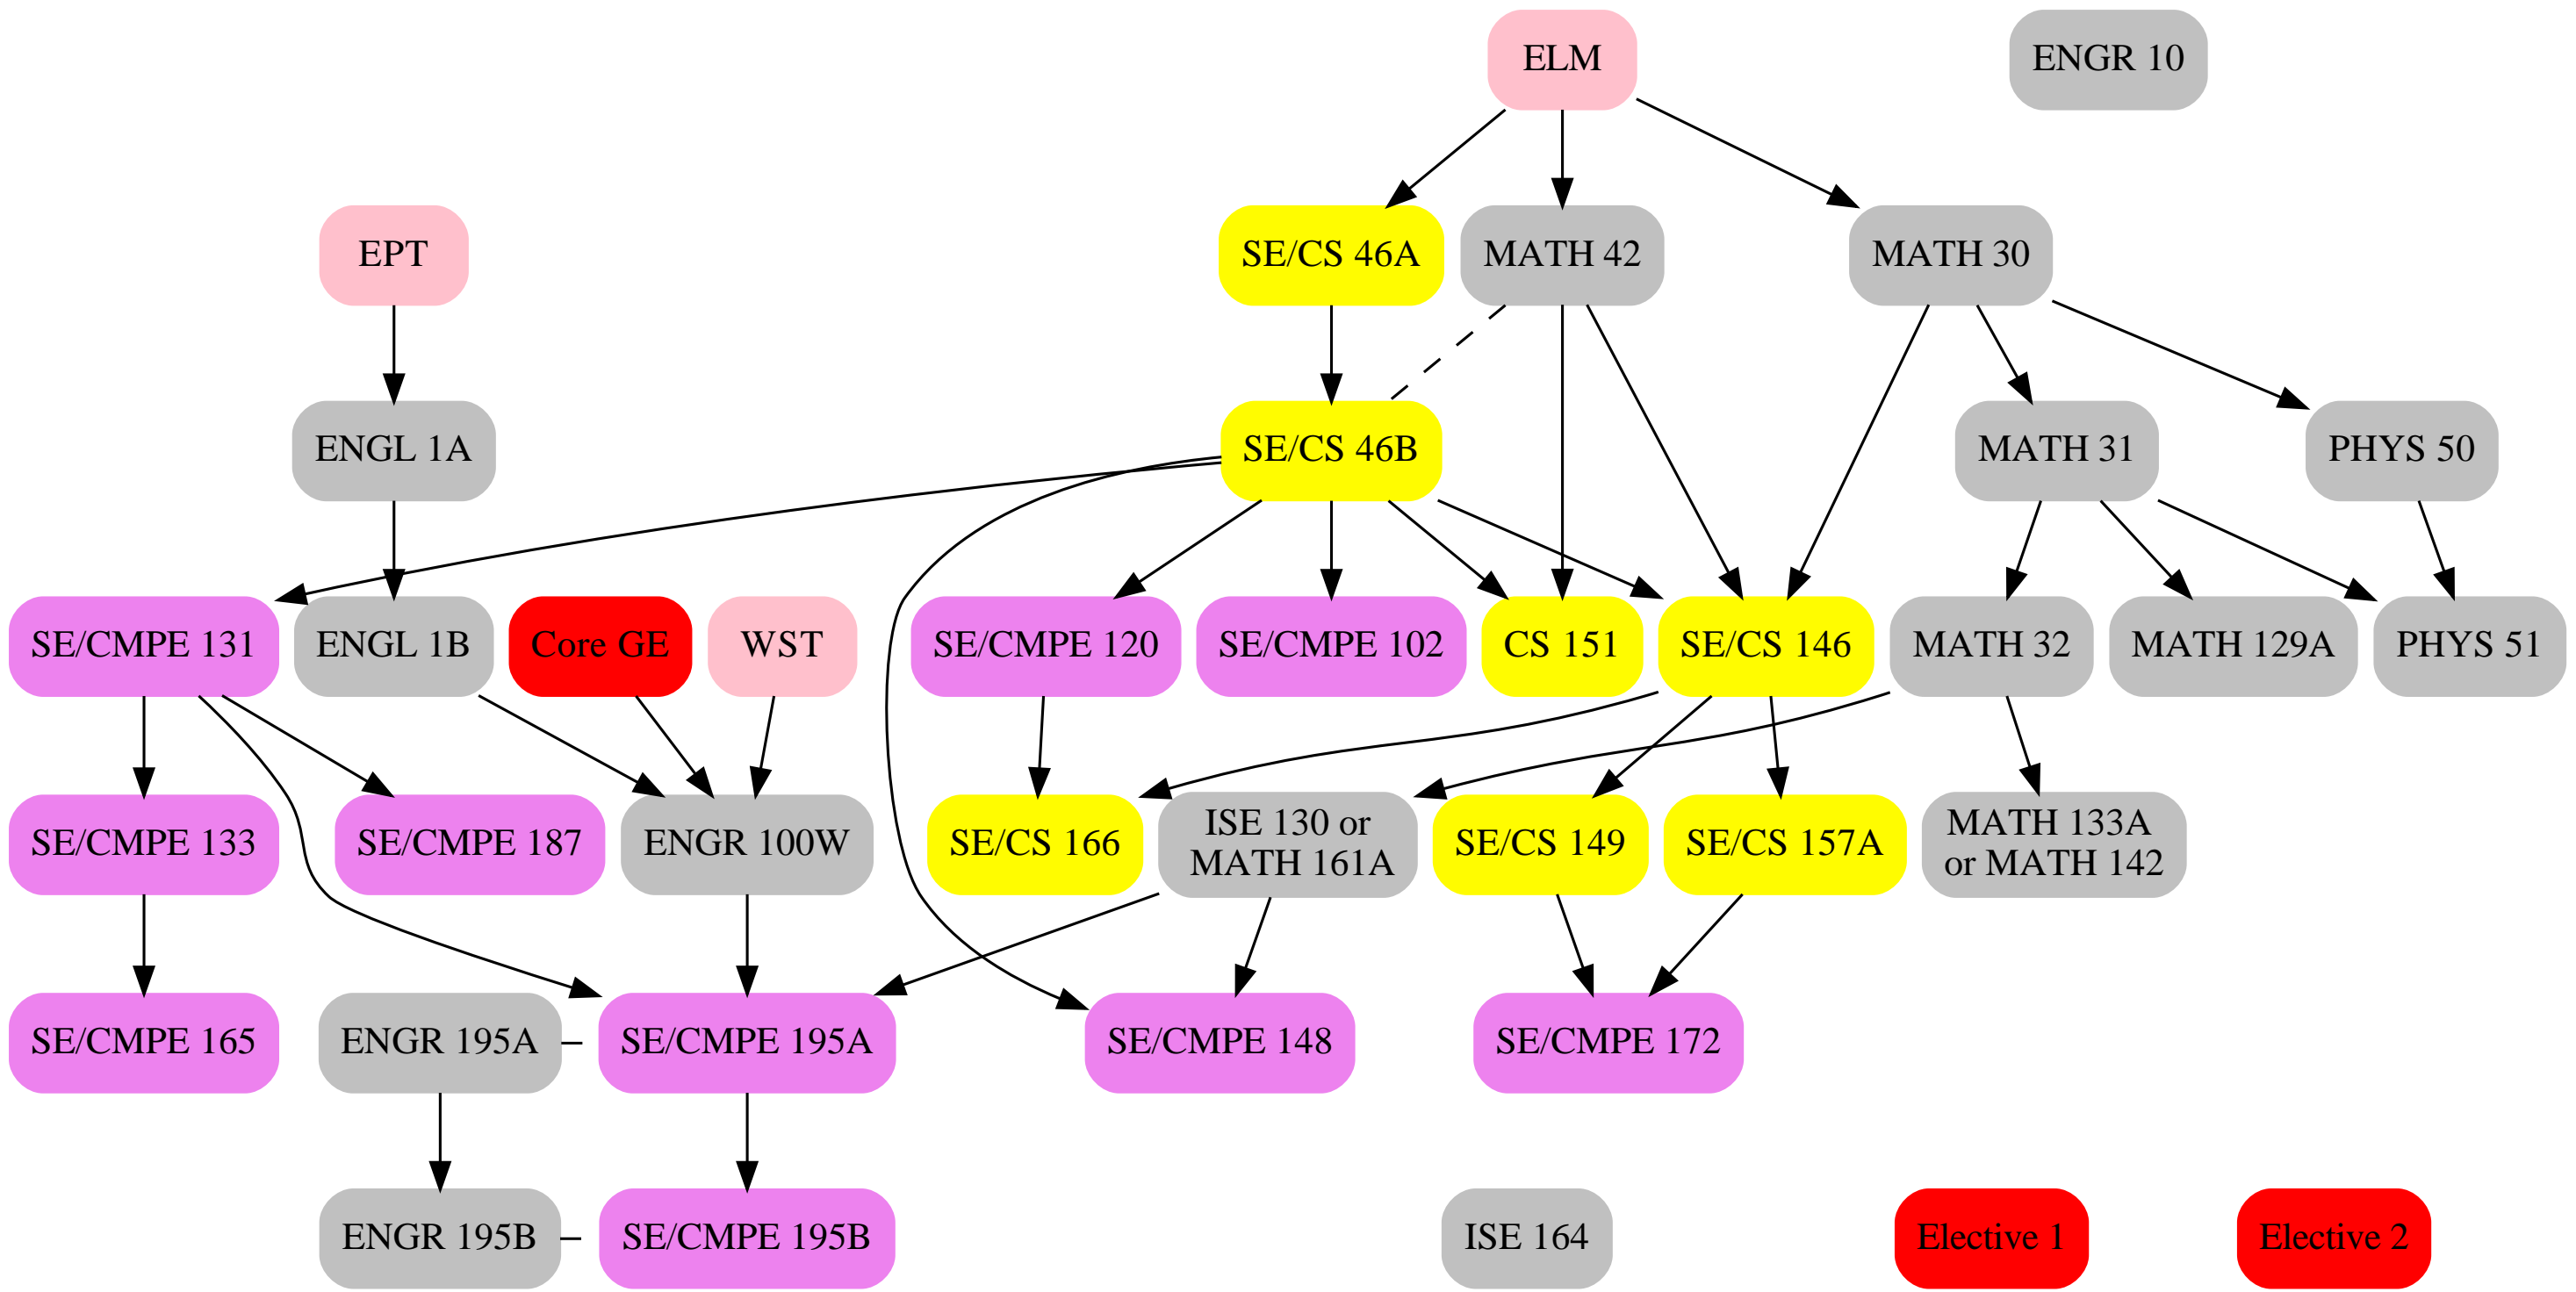 ELM
ENGR 10
EPT
SE/CS 46A
MATH 42
MATH 30
ENGL 1A
SE/CS 46B
MATH 31
PHYS 50
SE/CMPE 131
ENGL 1B
Core GE
WST
SE/CMPE 120
SE/CMPE 102
CS 151
SE/CS 146
MATH 32
MATH 129A
PHYS 51
SE/CMPE 133
SE/CMPE 187
ENGR 100W
SE/CS 166
ISE 130 or
MATH 161A
SE/CS 149
SE/CS 157A
MATH 133A
or MATH 142
SE/CMPE 165
ENGR 195A
SE/CMPE 195A
SE/CMPE 148
SE/CMPE 172
ENGR 195B
SE/CMPE 195B
ISE 164
Elective 1
Elective 2